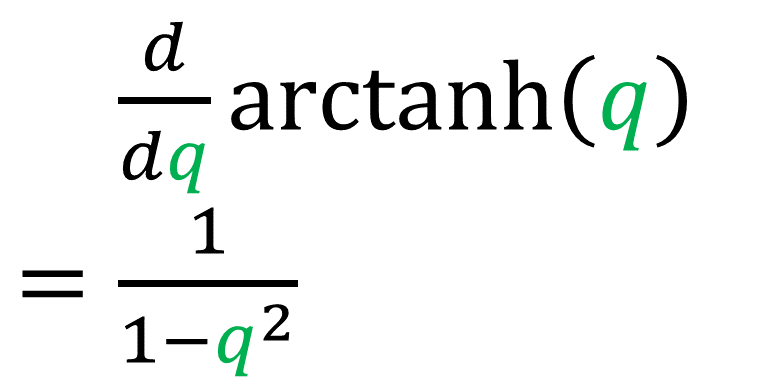 d/dq arctanh(q)
= 1/1−q²